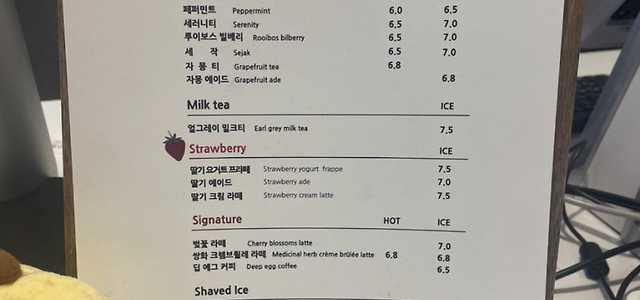 페퍼민트 Peppermint 6.0 6.5
세러니티 Serenity 6.5 7.0
루이보스 빌베리 Rooibos bilberry 6.5 7.0
세 작 Sejak 6.5 7.0
자 몽 티 Grapefruit tea 6.8
자몽 에이드 Grapefruit ade 6.8
Milk tea ICE
얼그레이 밀크티 Earl grey milk tea 7.5
Strawberry ICE
딸기 요거트 프라페 Strawberry yogurt frappe 7.5
딸기 에이드 Strawberry ade 7.0
딸기 크림 라떼 Strawberry cream latte 7.5
Signature HOT ICE
벚꽃 라떼 Cherry blossoms latte 7.0
쌍화 크렘브륄레 라떼 Medicinal herb crème brûlée latte 6.8 6.8
딥 에그 커피 Deep egg coffee 6.5
Shaved Ice